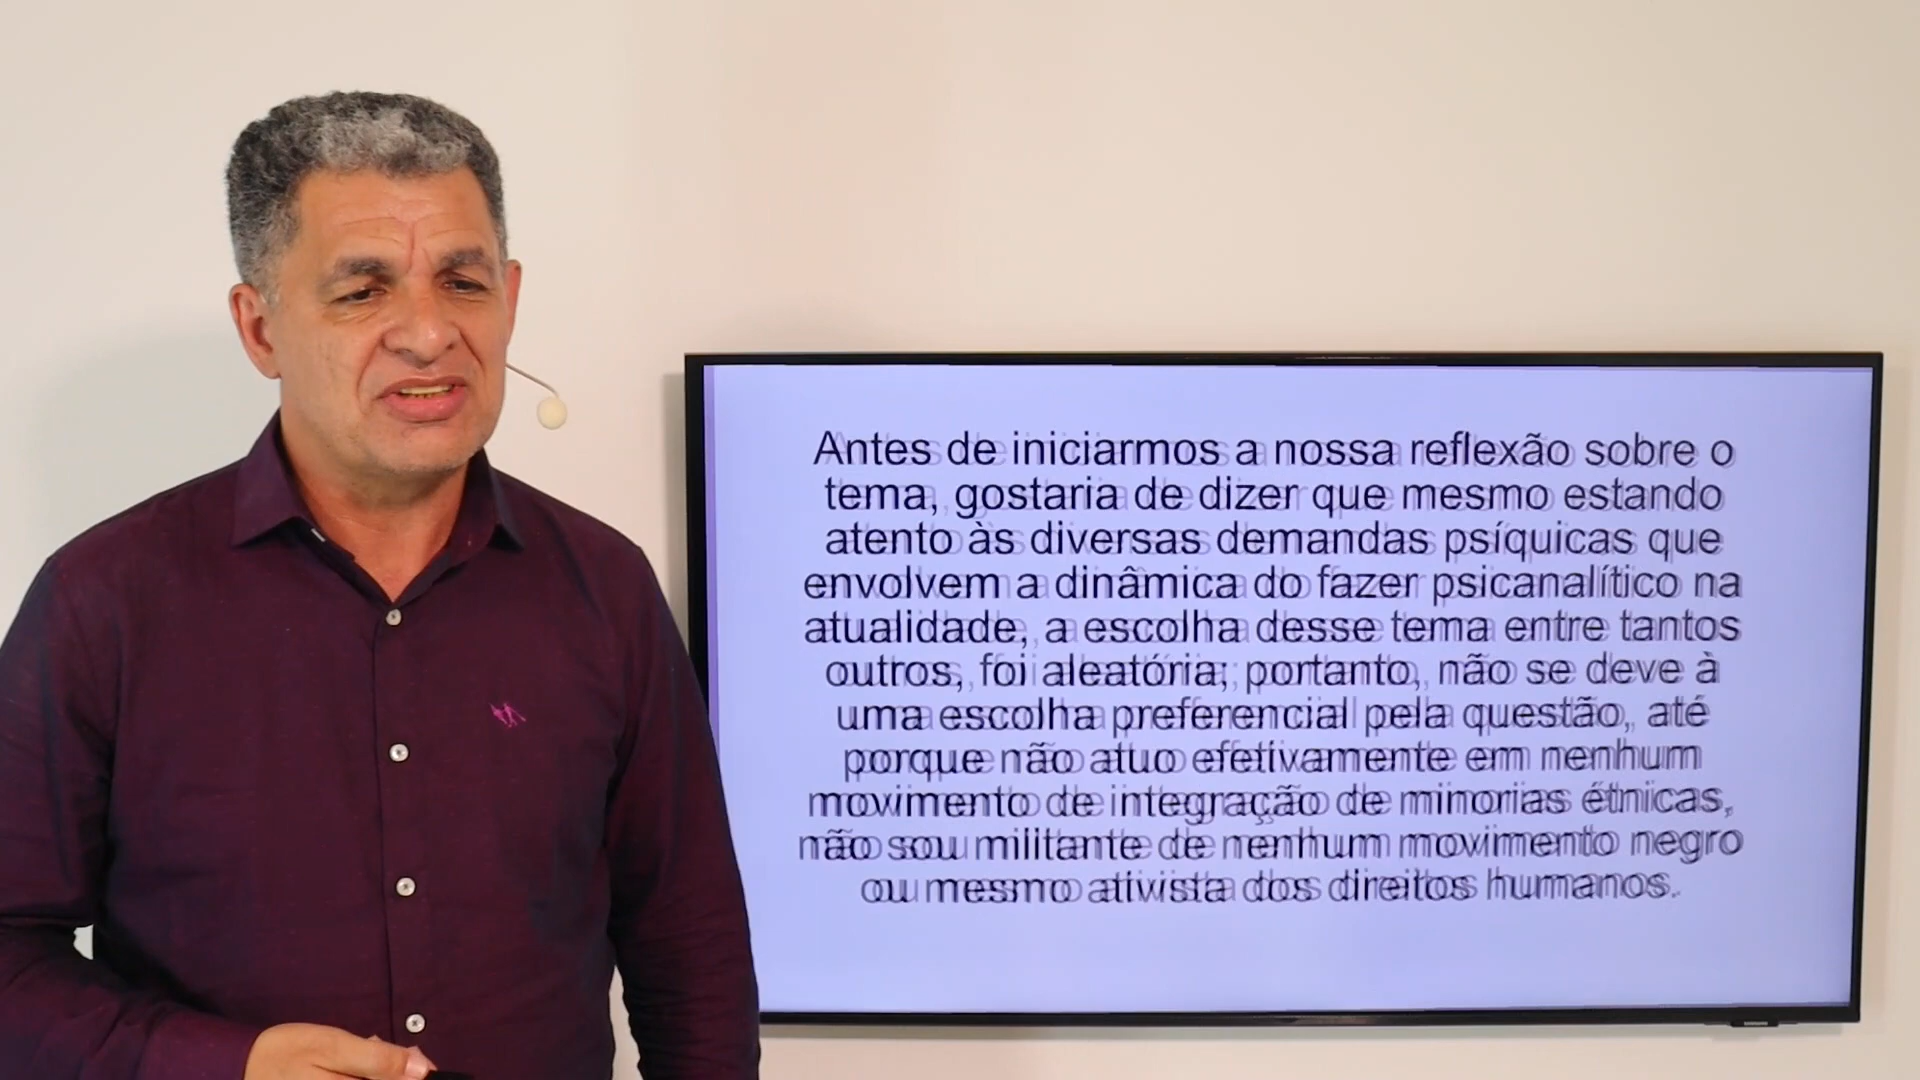 Antes de iniciarmos a nossa reflexão sobre o
tema, gostaria de dizer que mesmo estando
atento às diversas demandas psíquicas que
envolvem a dinâmica do fazer psicanalítico na
atualidade, a escolha desse tema entre tantos
outros, foi aleatória; portanto, não se deve à
uma escolha preferencial pela questão, até
porque não atuo efetivamente em nenhum
movimento de integração de minorias étnicas,
não sou militante de nenhum movimento negro
ou mesmo ativista dos direitos humanos.